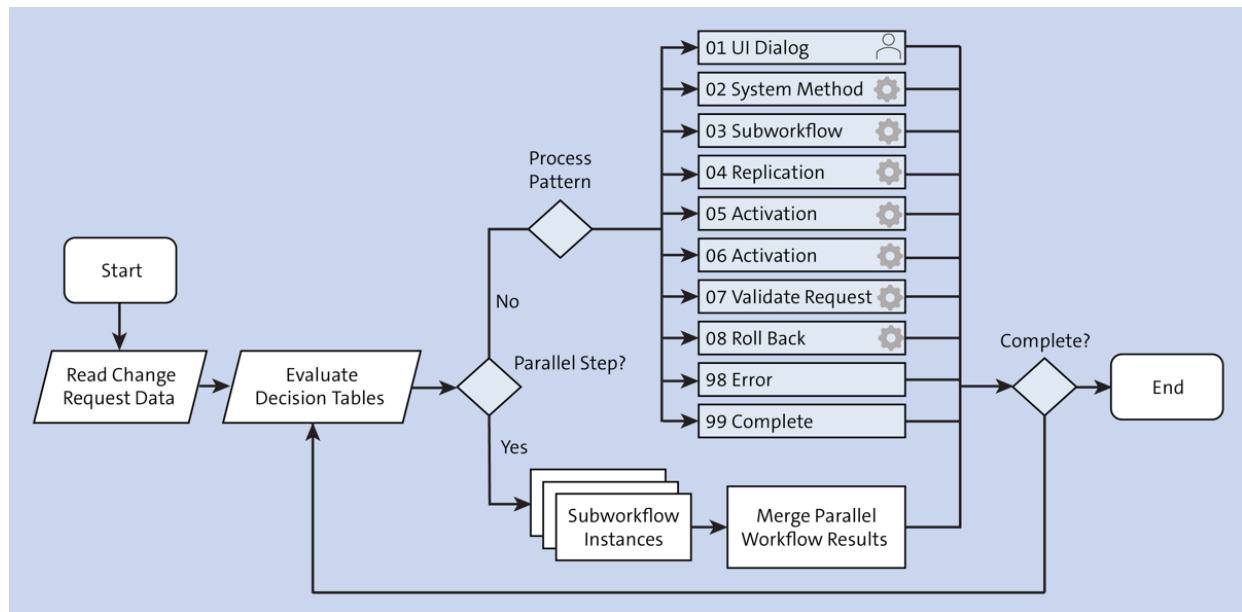 Start
Read Change
Request Data
Evaluate
Decision Tables
Parallel Step?
No
Yes
Process
Pattern
01 UI Dialog
02 System Method
03 Subworkflow
04 Replication
05 Activation
06 Activation
07 Validate Request
08 Roll Back
98 Error
99 Complete
Subworkflow
Instances
Merge Parallel
Workflow Results
Complete?
End